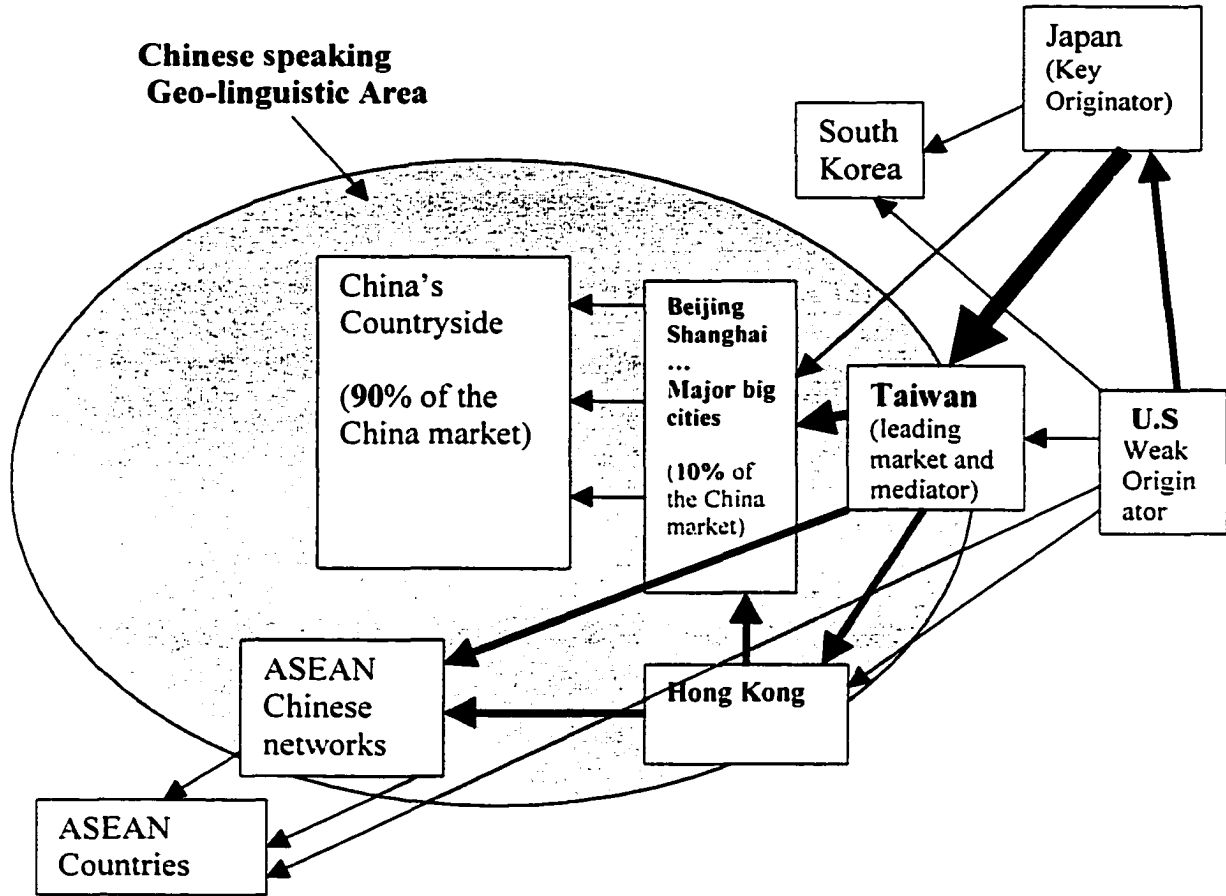 Chinese speaking
Geo-linguistic Area
Japan
(Key
Originator)
South
Korea
China's
Countryside
(90% of the
China market)
Beijing
Shanghai
...
Major big
cities
(10% of
the China
market)
Taiwan
(leading
market and
mediator)
U.S
Weak
Origin
ator
ASEAN
Chinese
networks
Hong Kong
ASEAN
Countries